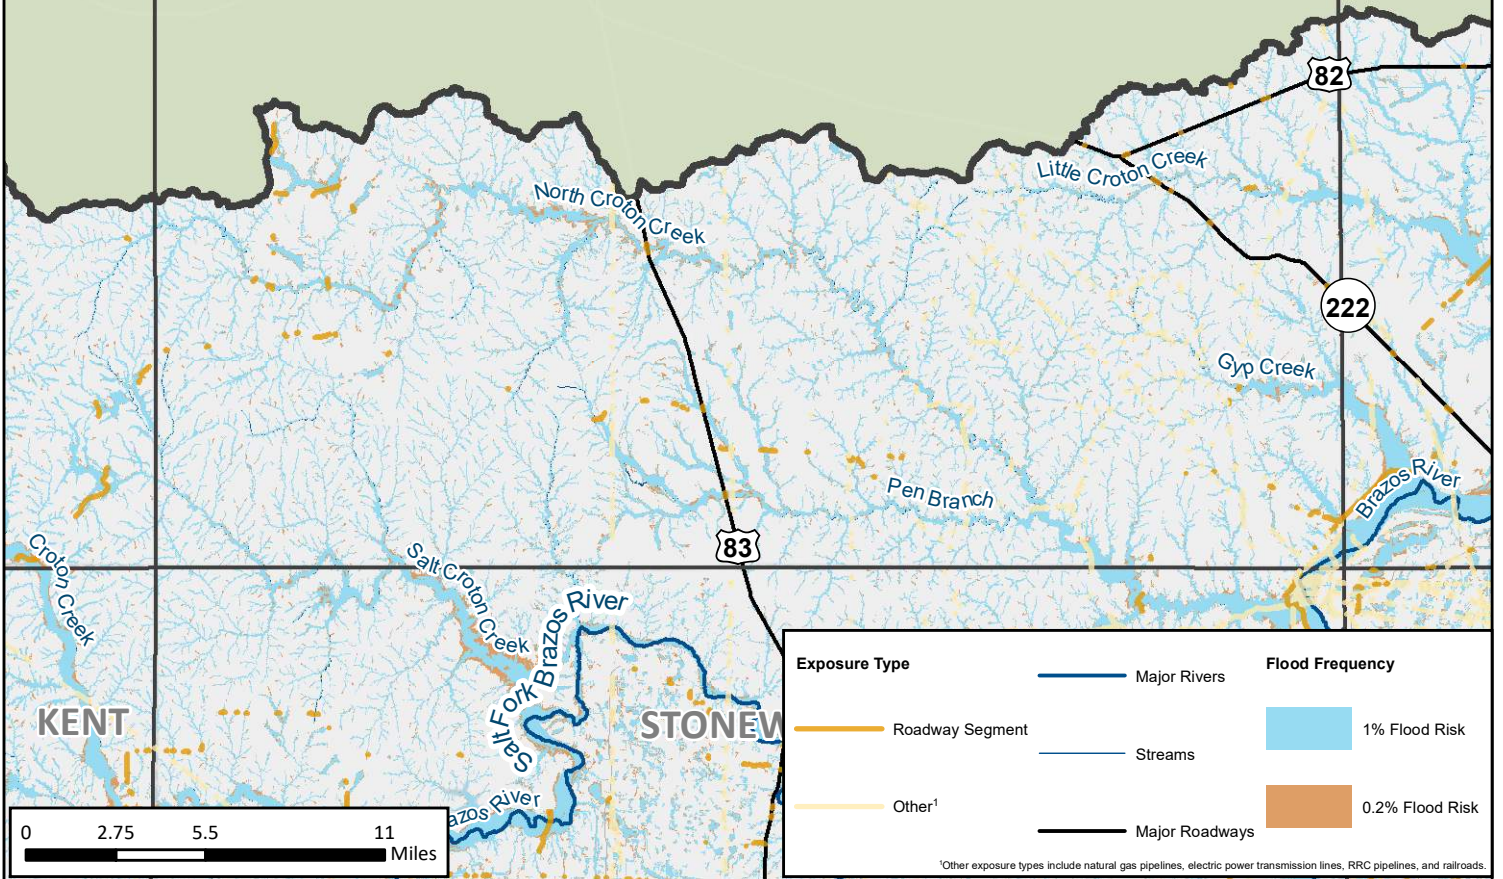 82
Little Croton Creek
North Croton Creek
222
Gyp Creek
Brazos River
Pen Branch
83
Croton Creek
Salt Croton Creek
Salt Fork Brazos River
KENT
STONEW
azos River
0 2.75 5.5 11
Miles
Exposure Type
Roadway Segment
Other¹
Major Rivers
Streams
Major Roadways
Flood Frequency
1% Flood Risk
0.2% Flood Risk
¹Other exposure types include natural gas pipelines, electric power transmission lines, RRC pipelines, and railroads.